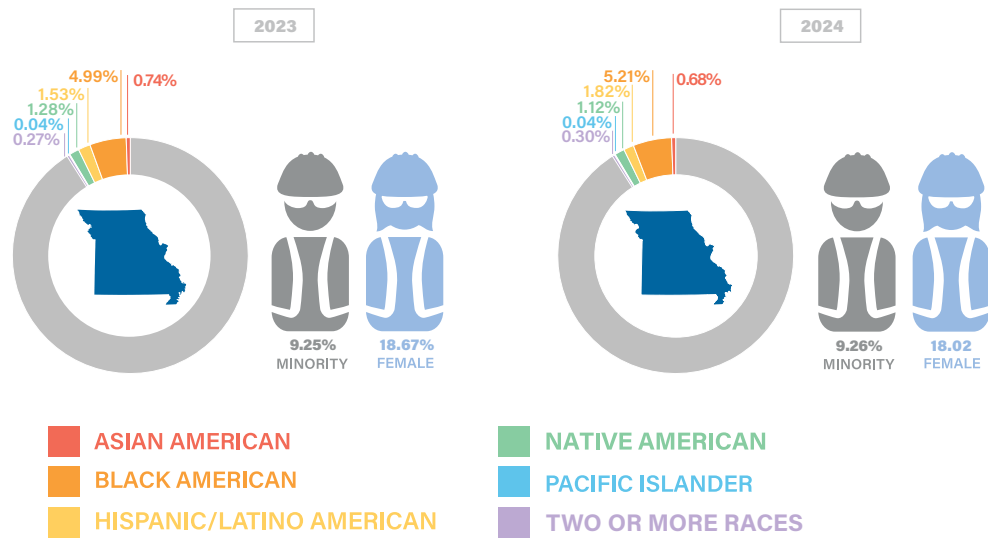 2023
4.99%
0.74%
1.53%
1.28%
0.04%
0.27%
9.25%
MINORITY
18.67%
FEMALE
2024
5.21%
0.68%
1.82%
1.12%
0.04%
0.30%
9.26%
MINORITY
18.02
FEMALE
ASIAN AMERICAN
BLACK AMERICAN
HISPANIC/LATINO AMERICAN
NATIVE AMERICAN
PACIFIC ISLANDER
TWO OR MORE RACES